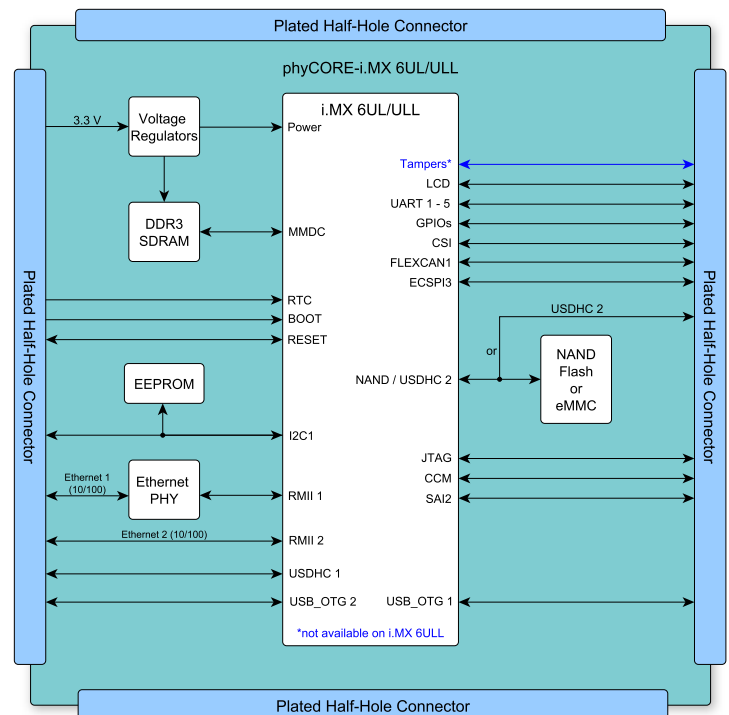 Plated Half-Hole Connector
phyCORE-i.MX 6UL/ULL
i.MX 6UL/ULL
3.3 V
Voltage
Regulators
Power
DDR3
SDRAM
MMDC
RTC
BOOT
RESET
EEPROM
I2C1
Ethernet 1
(10/100)
Ethernet
PHY
RMII 1
Ethernet 2 (10/100)
RMII 2
USDHC 1
USB_OTG 2
Tampers*
LCD
UART 1 - 5
GPIOs
CSI
FLEXCAN1
ECSPI3
USDHC 2
or
NAND / USDHC 2
NAND
Flash
or
eMMC
JTAG
CCM
SAI2
USB_OTG 1
*not available on i.MX 6ULL
Plated Half-Hole Connector
Plated Half-Hole Connector
Plated Half-Hole Connector